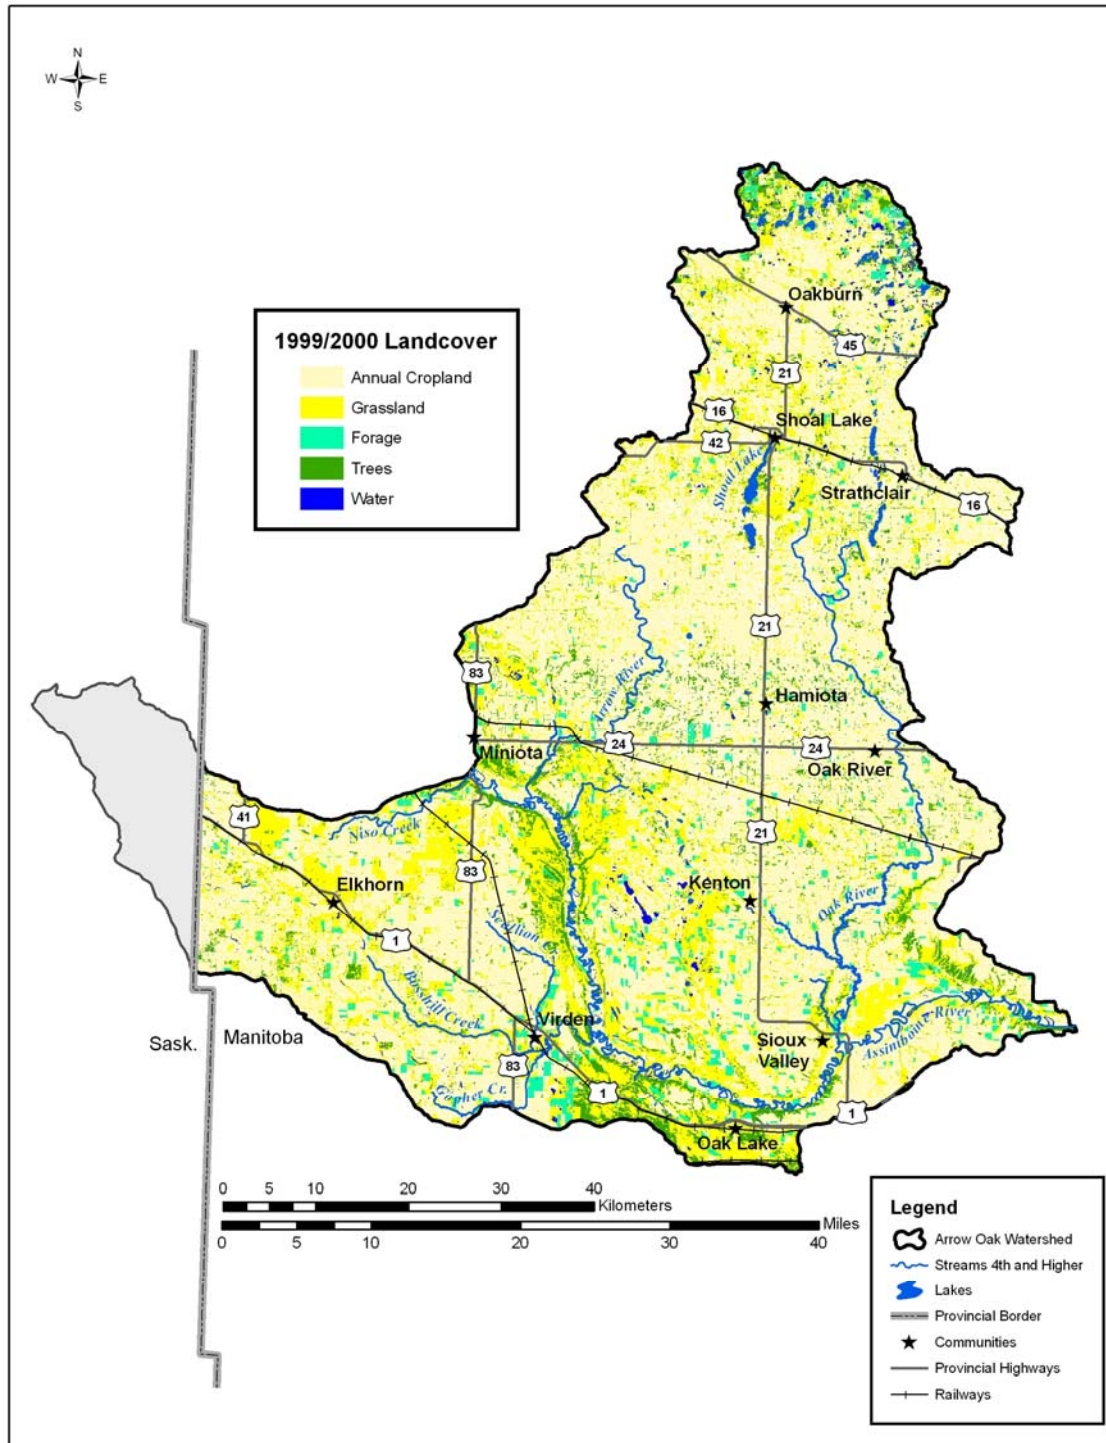 N
W E
S
1999/2000 Landcover
Annual Cropland
Grassland
Forage
Trees
Water
Oakburn
45
21
16
Shoal Lake
42
Shoal Lake
Strathclair
16
21
83
Arrow River
Hamiota
Miniota
24
24
Oak River
41
Niso Creek
21
83
Elkhorn
Kenton
Oak River
1
Scallion C.
Bosshill Creek
Virden
Sask.
Manitoba
Sioux
Valley
Assiniboine River
83
Gopher Cr.
1
1
Oak Lake
0 5 10 20 30 40
Kilometers
Miles
0 5 10 20 30 40
Legend
Arrow Oak Watershed
Streams 4th and Higher
Lakes
Provincial Border
Communities
Provincial Highways
Railways